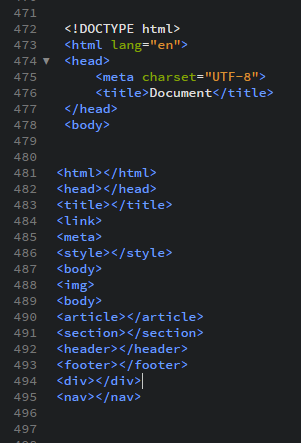 471
472 <!DOCTYPE html>
473 <html lang="en">
474 <head>
475 <meta charset="UTF-8">
476 <title>Document</title>
477 </head>
478 <body>
479
480
481 <html></html>
482 <head></head>
483 <title></title>
484 <link>
485 <meta>
486 <style></style>
487 <body>
488 <img>
489 <body>
490 <article></article>
491 <section></section>
492 <header></header>
493 <footer></footer>
494 <div></div>
495 <nav></nav>
496
497